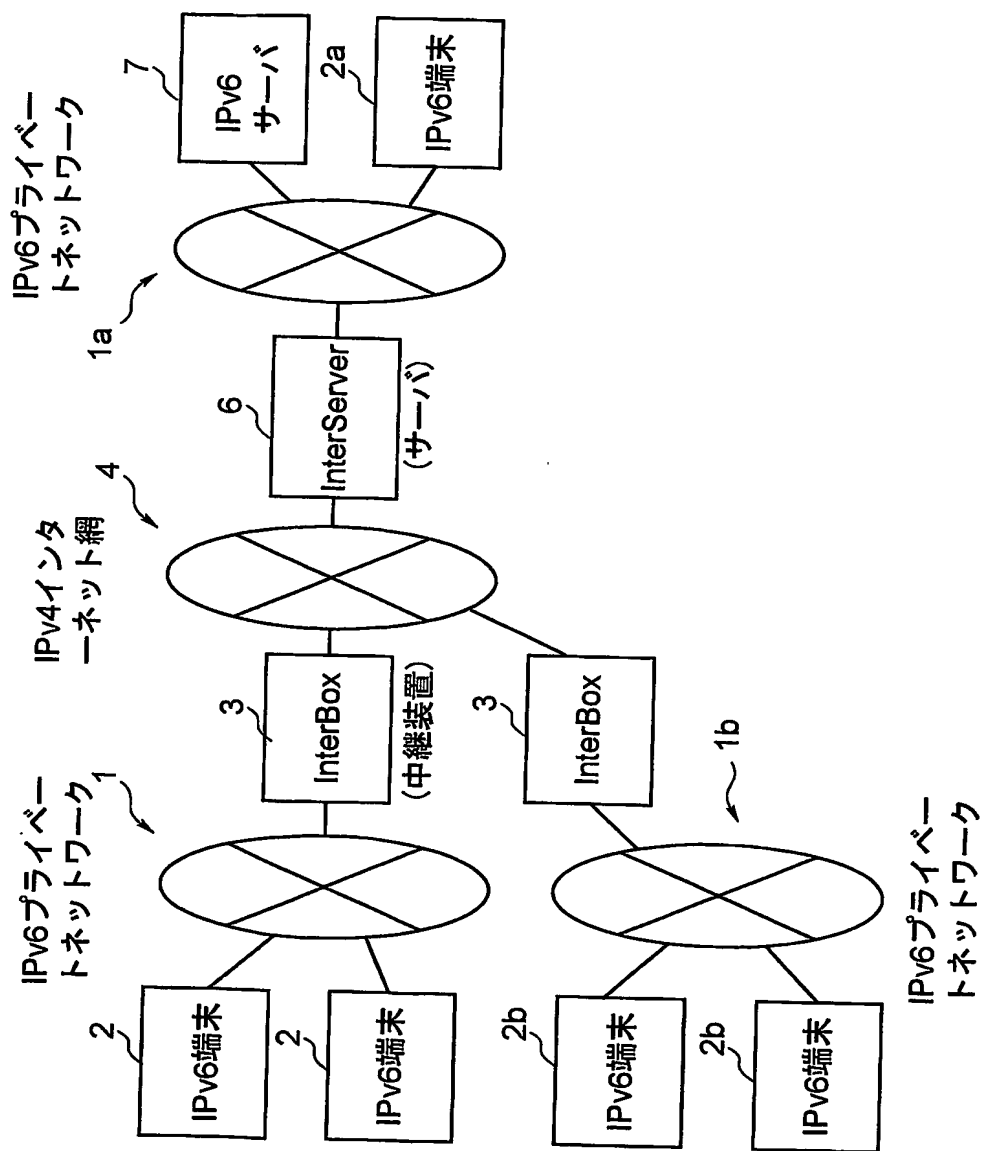 IPv6プライベー
トネットワーク
1
2
IPv6端末
2
IPv6端末
3
InterBox
(中継装置)
IPv4インタ
ーネット網
4
6
InterServer
(サーバ)
IPv6プライベー
トネットワーク
1a
7
IPv6
サーバ
2a
IPv6端末
3
InterBox
1b
2b
IPv6端末
2b
IPv6端末
IPv6プライベー
トネットワーク